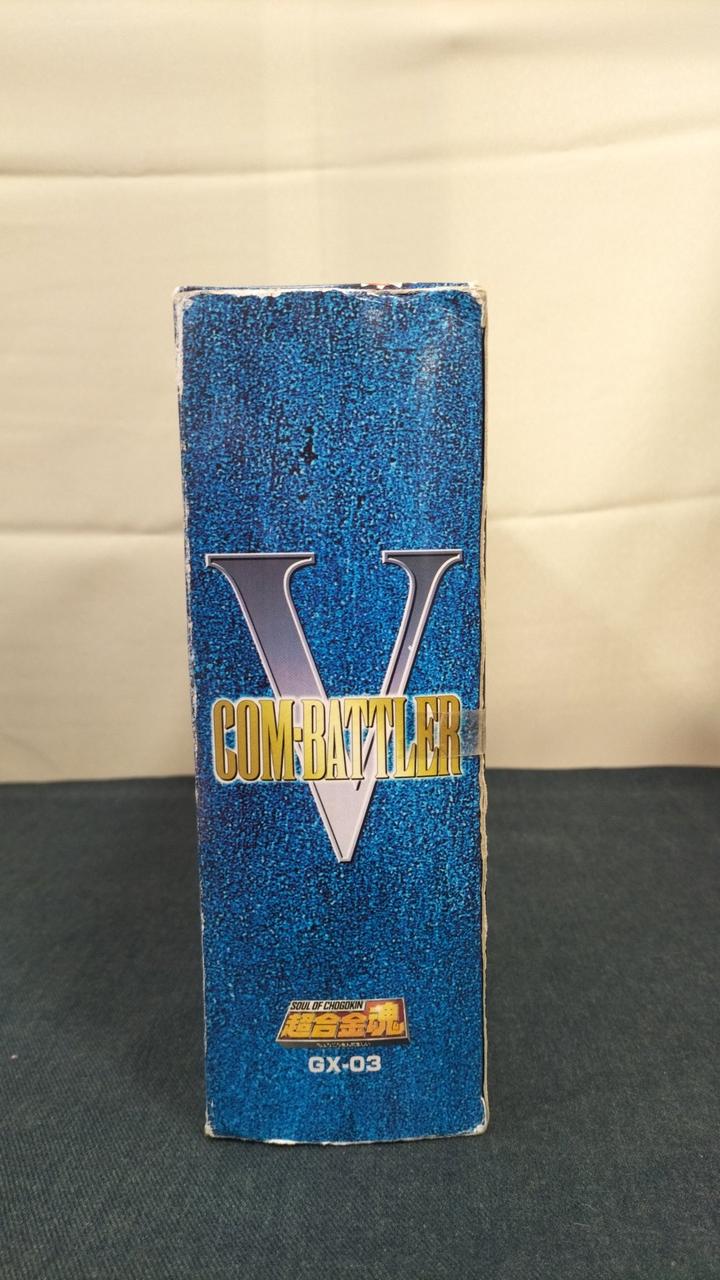 V
COM-BATTLER
SOUL OF CHOGOKIN
超合金魂
GX-03